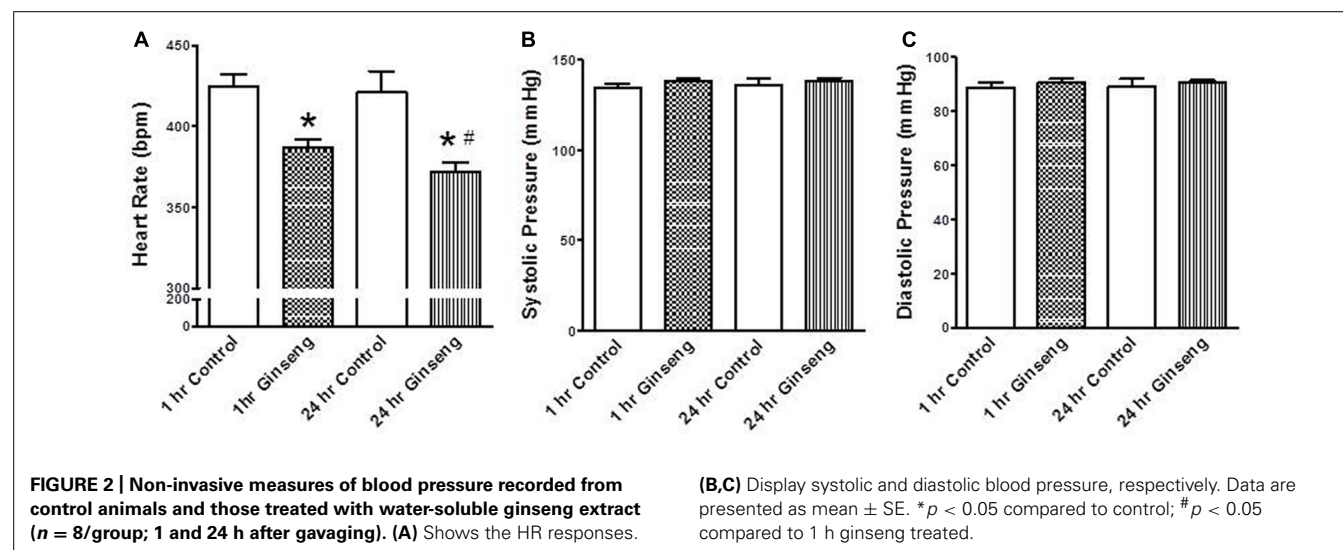 A
450
400
350
300
200
0
Heart Rate (bpm)
*
* #
1 hr Control
1hr Ginseng
24 hr Control
24 hr Ginseng
B
150
100
50
0
Systolic Pressure (mmHg)
1 hr Control
1 hr Ginseng
24 hr Control
24 hr Ginseng
C
100
80
60
40
20
0
Diastolic Pressure (mmHg)
1 hr Control
1 hr Ginseng
24 hr Control
24 hr Ginseng
FIGURE 2 | Non-invasive measures of blood pressure recorded from
control animals and those treated with water-soluble ginseng extract
(n = 8/group; 1 and 24 h after gavaging). (A) Shows the HR responses.
(B,C) Display systolic and diastolic blood pressure, respectively. Data are
presented as mean ± SE. *p < 0.05 compared to control; #p < 0.05
compared to 1 h ginseng treated.